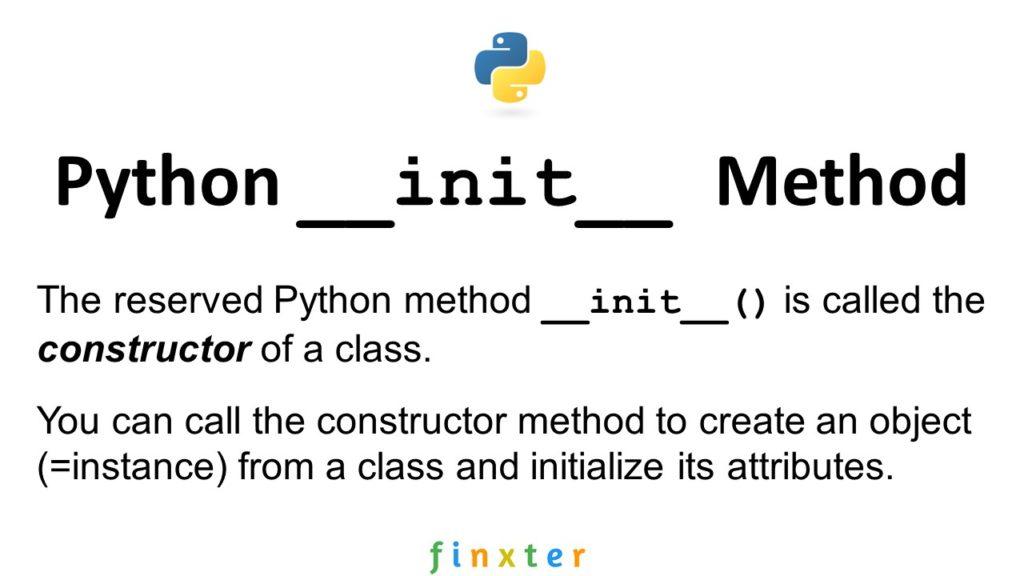 Python __init__ Method
The reserved Python method __init__() is called the
constructor of a class.
You can call the constructor method to create an object
(=instance) from a class and initialize its attributes.
finxter